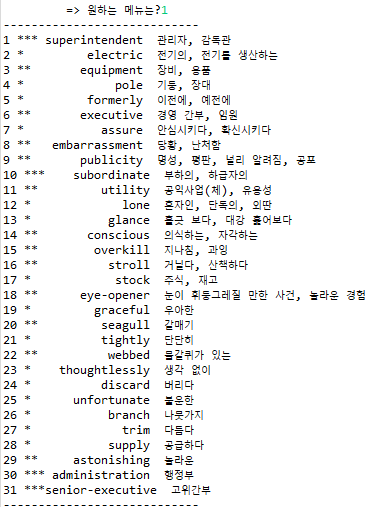 => 원하는 메뉴는?1
-----------------------------
1 *** superintendent 관리자, 감독관
2 * electric 전기의, 전기를 생산하는
3 ** equipment 장비, 용품
4 * pole 기둥, 장대
5 * formerly 이전에, 예전에
6 ** executive 경영 간부, 임원
7 * assure 안심시키다, 확신시키다
8 ** embarrassment 당황, 난처함
9 ** publicity 명성, 평판, 널리 알려짐, 공포
10 *** subordinate 부하의, 하급자의
11 ** utility 공익사업(체), 유용성
12 * lone 혼자인, 단독의, 외딴
13 * glance 흘긋 보다, 대강 훑어보다
14 ** conscious 의식하는, 자각하는
15 ** overkill 지나침, 과잉
16 ** stroll 거닐다, 산책하다
17 * stock 주식, 재고
18 ** eye-opener 눈이 휘둥그레질 만한 사건, 놀라운 경험
19 * graceful 우아한
20 ** seagull 갈매기
21 * tightly 단단히
22 ** webbed 물갈퀴가 있는
23 * thoughtlessly 생각 없이
24 * discard 버리다
25 * unfortunate 불운한
26 * branch 나뭇가지
27 * trim 다듬다
28 * supply 공급하다
29 ** astonishing 놀라운
30 *** administration 행정부
31 ***senior-executive 고위간부
-----------------------------